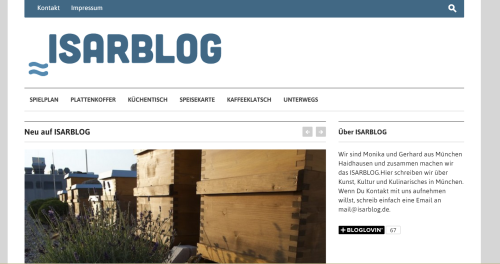 Kontakt Impressum
ISARBLOG
SPIELPLAN PLATTENKOFFER KÜCHENTISCH SPEISEKARTE KAFFEEKLATSCH UNTERWEGS
Neu auf ISARBLOG
Über ISARBLOG
Wir sind Monika und Gerhard aus München
Haidhausen und zusammen machen wir
das ISARBLOG.Hier schreiben wir über
Kunst, Kultur und Kulinarisches in München.
Wenn Du Kontakt mit uns aufnehmen
willst, schreib einfach eine Email an
mail@isarblog.de.
+ BLOGLOVIN' 67